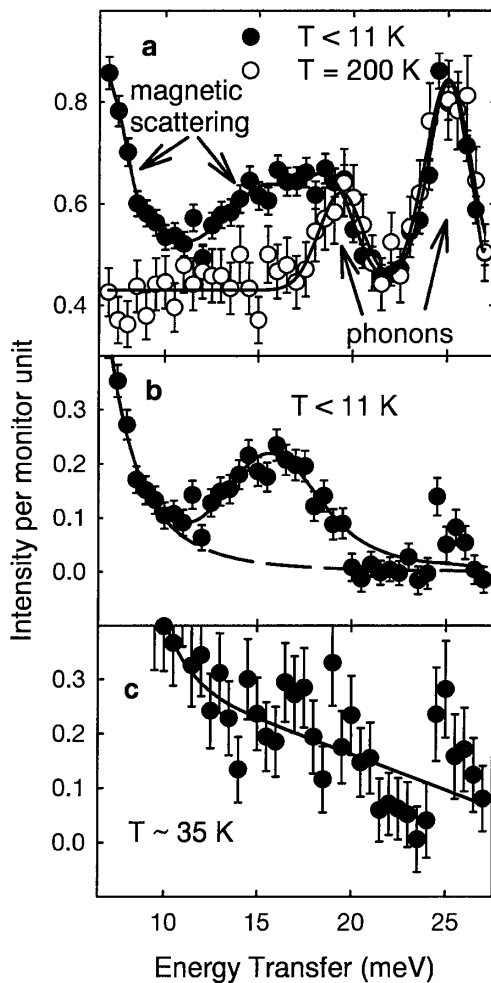 a
T < 11 K
T = 200 K
magnetic
scattering
0.8
0.6
0.4
phonons
b
T < 11 K
0.3
0.2
0.1
0.0
c
0.3
0.2
0.1
0.0
T ~ 35 K
10
15
20
25
Energy Transfer (meV)
Intensity per monitor unit